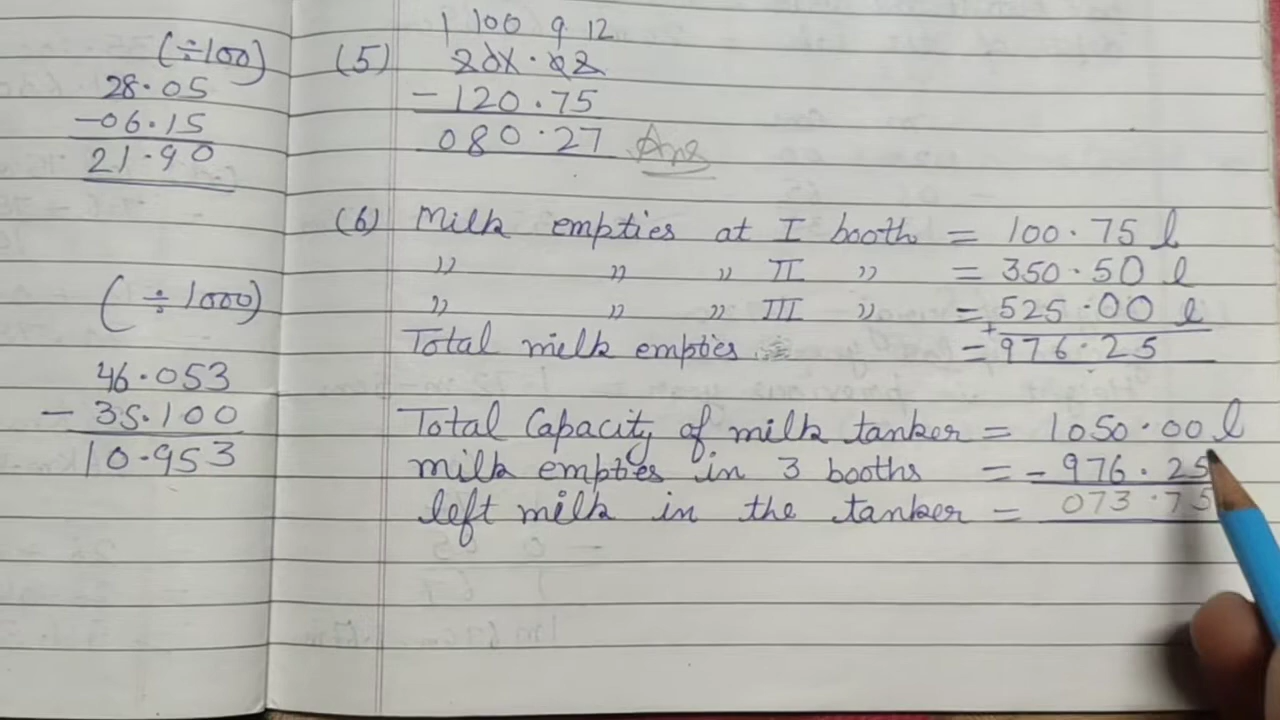 (÷100)
28.05
-06.15
21.90
(÷1000)
46.053
- 35.100
10.953
1 100 9 12
(5) 201.02
- 120.75
080.27 Ans
(6) Milk empties at I booth = 100.75 l
" " " II " = 350.50 l
" " " III " = 525.00 l
Total milk empties = + 976.25
Total Capacity of milk tanker = 1050.00 l
milk empties in 3 booths = - 976.25
left milk in the tanker = 073.75